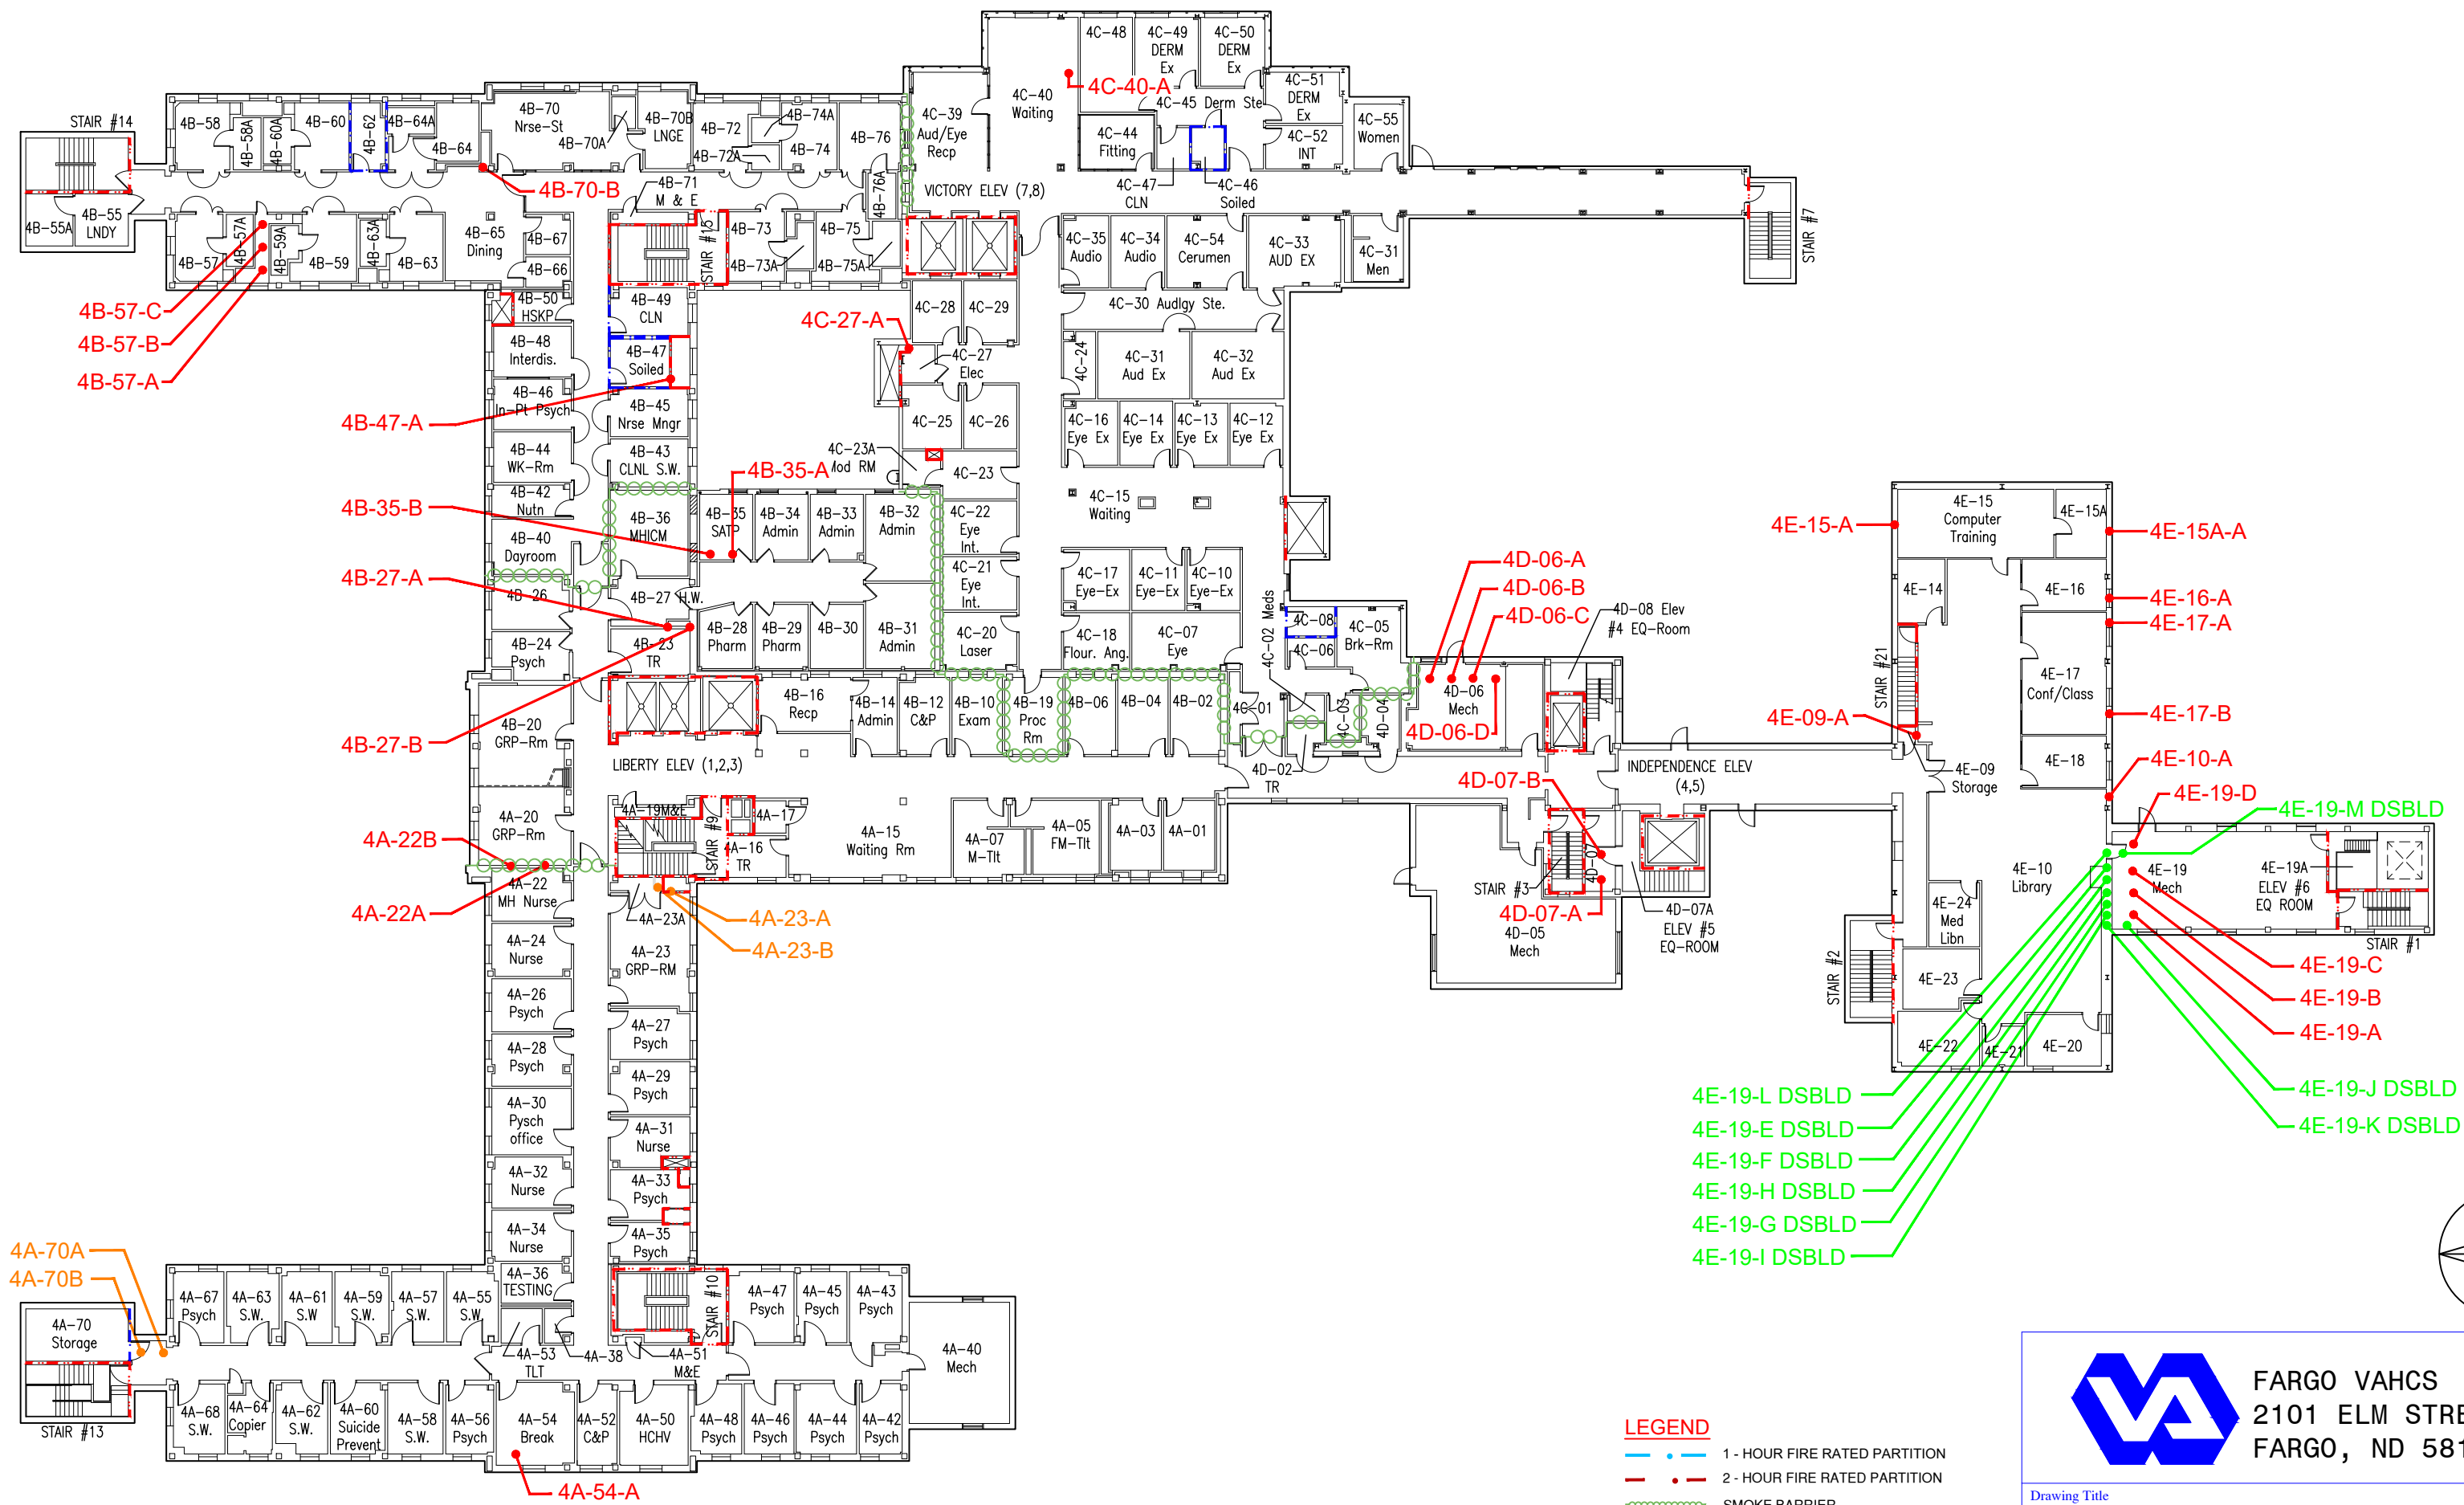 4C-48
4C-49
DERM
Ex
4C-50
DERM
Ex
4C-40-A
4C-51
DERM
Ex
4C-40
Waiting
4C-39
Aud/Eye
Recp
4C-45 Derm Ste
4C-44
Fitting
4C-52
INT
4C-55
Women
4C-47
CLN
4C-46
Soiled
STAIR #7
STAIR #14
4B-58
4B-58A
4B-60A
4B-60
4B-62
4B-64A
4B-64
4B-70
Nrse-St
4B-70A
4B-70B
LNGE
4B-72
4B-72A
4B-74A
4B-74
4B-76
4B-76A
VICTORY ELEV (7,8)
4B-70-B
4B-71
M & E
4B-55A
4B-55
LNDY
4B-57
4B-57A
4B-59A
4B-59
4B-63A
4B-63
4B-65
Dining
4B-67
4B-66
STAIR #15
4B-73
4B-73A
4B-75
4B-75A
4C-35
Audio
4C-34
Audio
4C-54
Cerumen
4C-33
AUD EX
4C-31
Men
4B-57-C
4B-57-B
4B-57-A
4B-50
HSKP
4B-49
CLN
4C-28
4C-29
4C-30 Audlgy Ste.
4C-27-A
4B-48
Interdis.
4B-47
Soiled
4C-27
Elec
4C-24
4C-31
Aud Ex
4C-32
Aud Ex
4B-46
In-Pt Psych
4B-45
Nrse Mngr
4B-47-A
4C-25
4C-26
4C-16
Eye Ex
4C-14
Eye Ex
4C-13
Eye Ex
4C-12
Eye Ex
4B-44
WK-Rm
4B-43
CLNL S.W.
4C-23A
Mod RM
4C-23
4B-35-A
4B-42
Nutn
4B-35-B
4B-36
MHICM
4B-35
SATP
4B-34
Admin
4B-33
Admin
4B-32
Admin
4C-22
Eye
Int.
4C-15
Waiting
4B-40
Dayroom
4B-27-A
4C-21
Eye
Int.
4C-17
Eye-Ex
4C-11
Eye-Ex
4C-10
Eye-Ex
4B-26
4B-27 H.W.
4B-24
Psych
4B-23
TR
4B-28
Pharm
4B-29
Pharm
4B-30
4B-31
Admin
4C-20
Laser
4C-18
Flour. Ang.
4C-07
Eye
4C-02 Meds
4C-08
4C-06
4C-05
Brk-Rm
4D-06-A
4D-06-B
4D-06-C
4D-08 Elev
#4 EQ-Room
4D-06
Mech
4D-06-D
4B-27-B
4B-20
GRP-Rm
4B-16
Recp
4B-14
Admin
4B-12
C&P
4B-10
Exam
4B-19
Proc
Rm
4B-06
4B-04
4B-02
4C-01
4C-03
4D-04
LIBERTY ELEV (1,2,3)
4D-02
TR
INDEPENDENCE ELEV
(4,5)
4E-15-A
4E-15
Computer
Training
4E-15A
4E-15A-A
4E-14
4E-16
4E-16-A
4E-17-A
4E-17
Conf/Class
STAIR #21
4E-09-A
4E-17-B
4E-09
Storage
4E-18
4E-10-A
4E-19-D
4E-19-M DSBLD
4A-20
GRP-Rm
4A-19M&E
STAIR #9
4A-17
4A-16
TR
4A-15
Waiting Rm
4A-07
M-Tlt
4A-05
FM-Tlt
4A-03
4A-01
4D-07-B
4D-07
STAIR #3
4D-07-A
4D-07A
ELEV #5
EQ-ROOM
4D-05
Mech
4A-22B
4A-22A
4A-22
MH Nurse
4A-23A
4A-23-A
4A-23-B
4A-24
Nurse
4A-23
GRP-RM
4E-10
Library
4E-19
Mech
4E-19A
ELEV #6
EQ ROOM
STAIR #1
4E-24
Med
Libn
STAIR #2
4E-23
4E-19-C
4E-19-B
4E-19-A
4E-22
4E-21
4E-20
4A-26
Psych
4A-27
Psych
4A-28
Psych
4A-29
Psych
4A-30
Pysch
office
4A-31
Nurse
4A-32
Nurse
4A-33
Psych
4A-34
Nurse
4A-35
Psych
4E-19-L DSBLD
4E-19-E DSBLD
4E-19-F DSBLD
4E-19-H DSBLD
4E-19-G DSBLD
4E-19-I DSBLD
4E-19-J DSBLD
4E-19-K DSBLD
4A-70A
4A-70B
4A-70
Storage
4A-67
Psych
4A-63
S.W.
4A-61
S.W
4A-59
S.W.
4A-57
S.W.
4A-55
S.W.
4A-36
TESTING
STAIR #10
4A-47
Psych
4A-45
Psych
4A-43
Psych
4A-53
TLT
4A-38
4A-51
M&E
4A-40
Mech
STAIR #13
4A-68
S.W.
4A-64
Copier
4A-62
S.W.
4A-60
Suicide
Prevent
4A-58
S.W.
4A-56
Psych
4A-54
Break
4A-52
C&P
4A-50
HCHV
4A-48
Psych
4A-46
Psych
4A-44
Psych
4A-42
Psych
4A-54-A
LEGEND
1 - HOUR FIRE RATED PARTITION
2 - HOUR FIRE RATED PARTITION
SMOKE BARRIER
FARGO VAHCS
2101 ELM STRE
FARGO, ND 581
Drawing Title